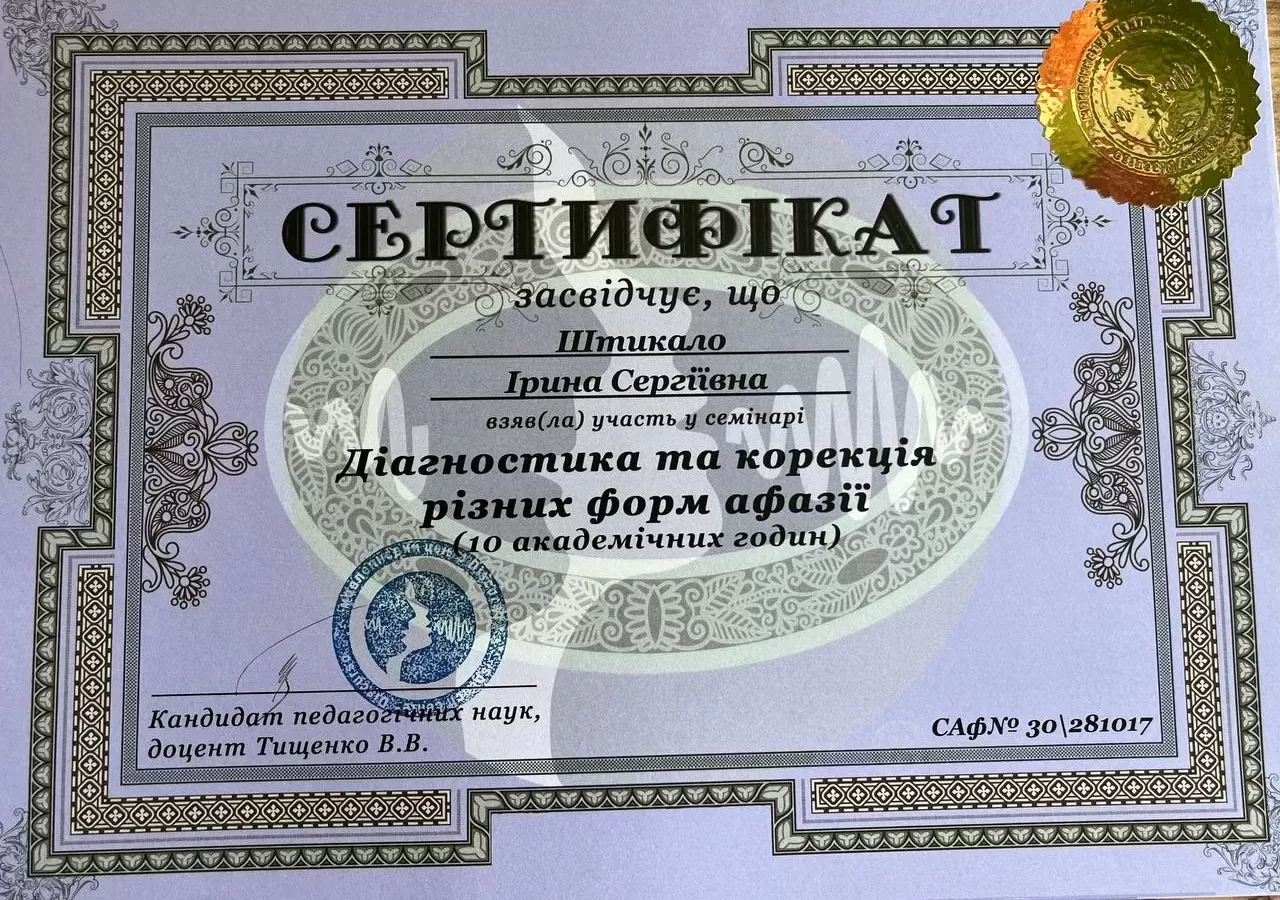 СЕРТИФІКАТ
засвідчує, що
Штикало
Ірина Сергіївна
взяв(ла) участь у семінарі
Діагностика та корекція
різних форм афазії
(10 академічних годин)
Кандидат педагогічних наук,
доцент Тищенко В.В.
САф№ 30\281017